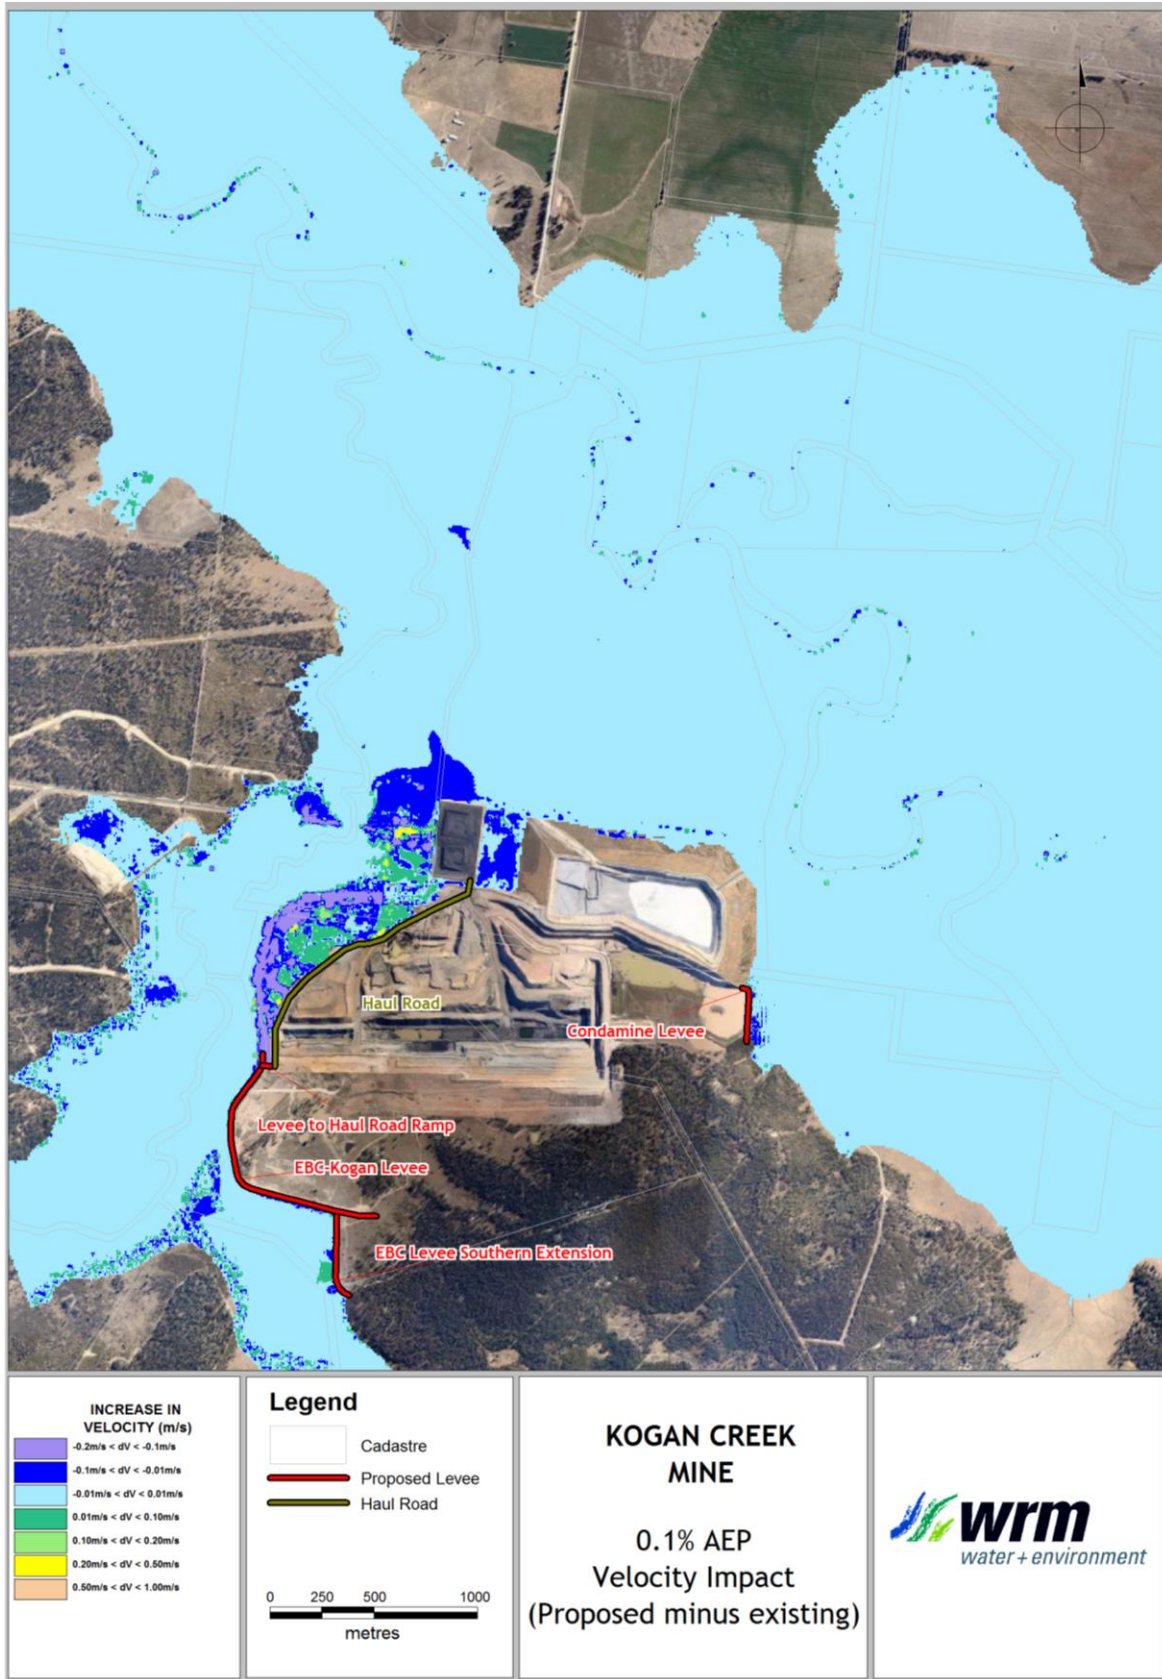 Haul Road
Condamine Levee
Levee to Haul Road Ramp
EBC-Kogan Levee
EBC Levee Southern Extension
INCREASE IN
VELOCITY (m/s)
-0.2m/s < dV < -0.1m/s
-0.1m/s < dV < -0.01m/s
-0.01m/s < dV < 0.01m/s
0.01m/s < dV < 0.10m/s
0.10m/s < dV < 0.20m/s
0.20m/s < dV < 0.50m/s
0.50m/s < dV < 1.00m/s
Legend
Cadastre
Proposed Levee
Haul Road
0 250 500 1000
metres
KOGAN CREEK
MINE
0.1% AEP
Velocity Impact
(Proposed minus existing)
wrm
water + environment